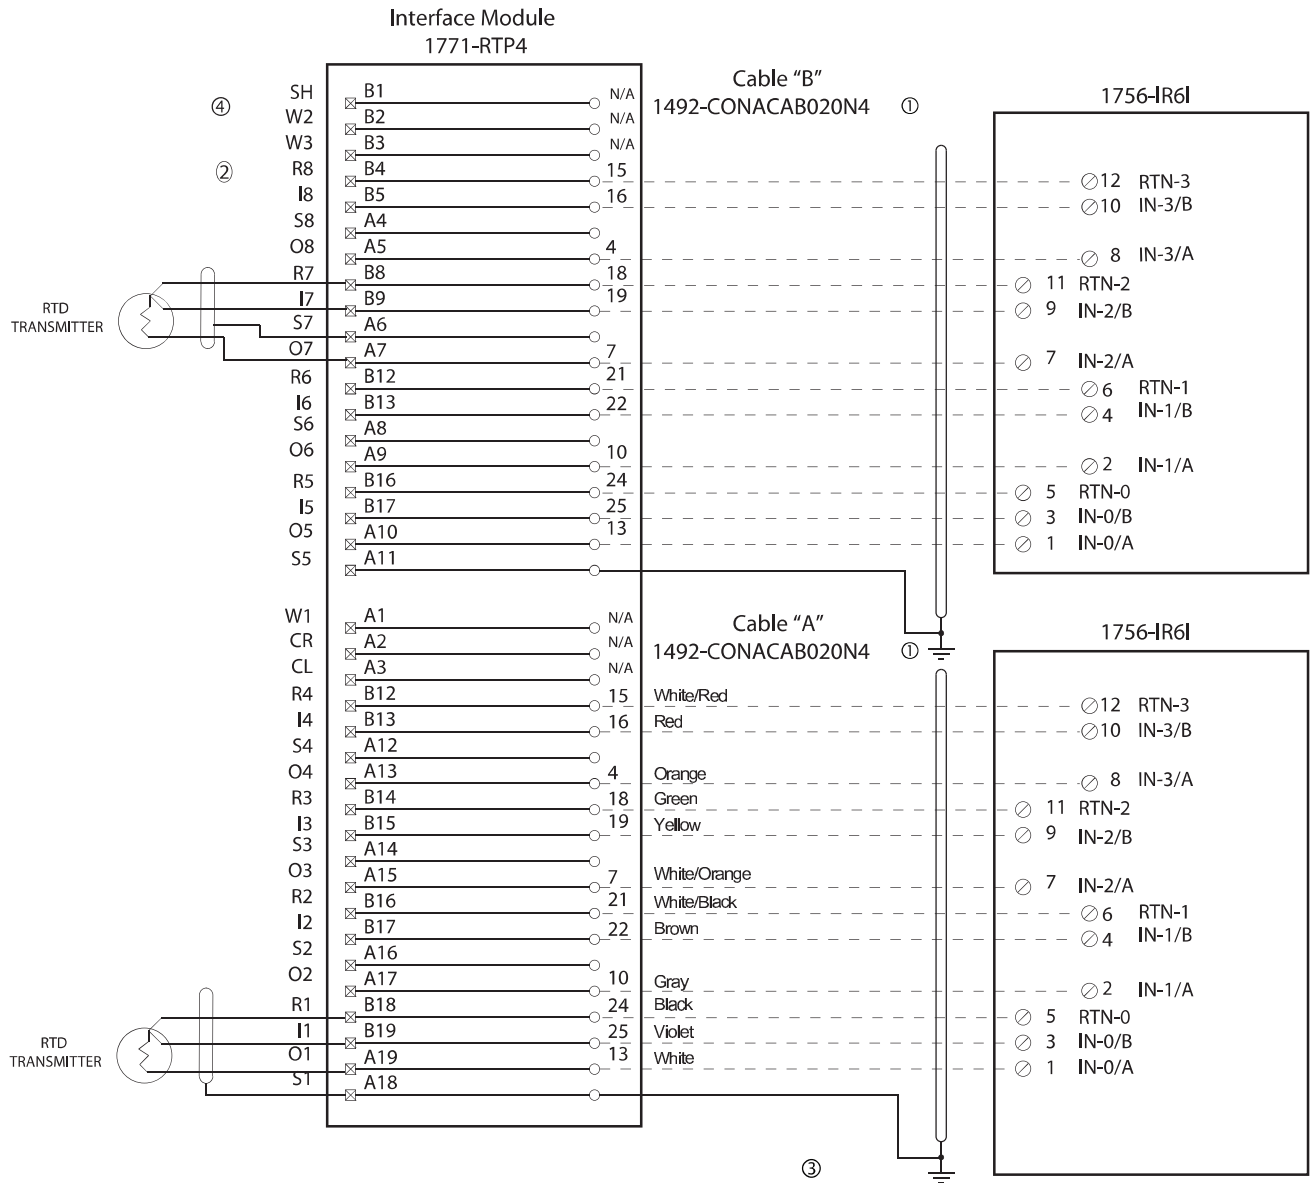 Interface Module
1771-RTP4
Cable “B”
1492-CONACAB020N4 ①
1756-IR6I
④
②
SH B1 N/A
W2 B2 N/A
W3 B3 N/A
R8 B4 15 12 RTN-3
I8 B5 16 10 IN-3/B
S8 A4
O8 A5 4 8 IN-3/A
R7 B8 18 11 RTN-2
I7 B9 19 9 IN-2/B
RTD
TRANSMITTER
S7 A6
O7 A7 7 7 IN-2/A
R6 B12 21 6 RTN-1
I6 B13 22 4 IN-1/B
S6 A8
O6 A9 10 2 IN-1/A
R5 B16 24 5 RTN-0
I5 B17 25 3 IN-0/B
O5 A10 13 1 IN-0/A
S5 A11
Cable “A”
1492-CONACAB020N4 ①
1756-IR6I
W1 A1 N/A
CR A2 N/A
CL A3 N/A
R4 B12 15 White/Red 12 RTN-3
I4 B13 16 Red 10 IN-3/B
S4 A12
O4 A13 4 Orange 8 IN-3/A
R3 B14 18 Green 11 RTN-2
I3 B15 19 Yellow 9 IN-2/B
S3 A14
O3 A15 7 White/Orange 7 IN-2/A
R2 B16 21 White/Black 6 RTN-1
I2 B17 22 Brown 4 IN-1/B
S2 A16
O2 A17 10 Gray 2 IN-1/A
R1 B18 24 Black 5 RTN-0
I1 B19 25 Violet 3 IN-0/B
RTD
TRANSMITTER
O1 A19 13 White 1 IN-0/A
S1 A18
③